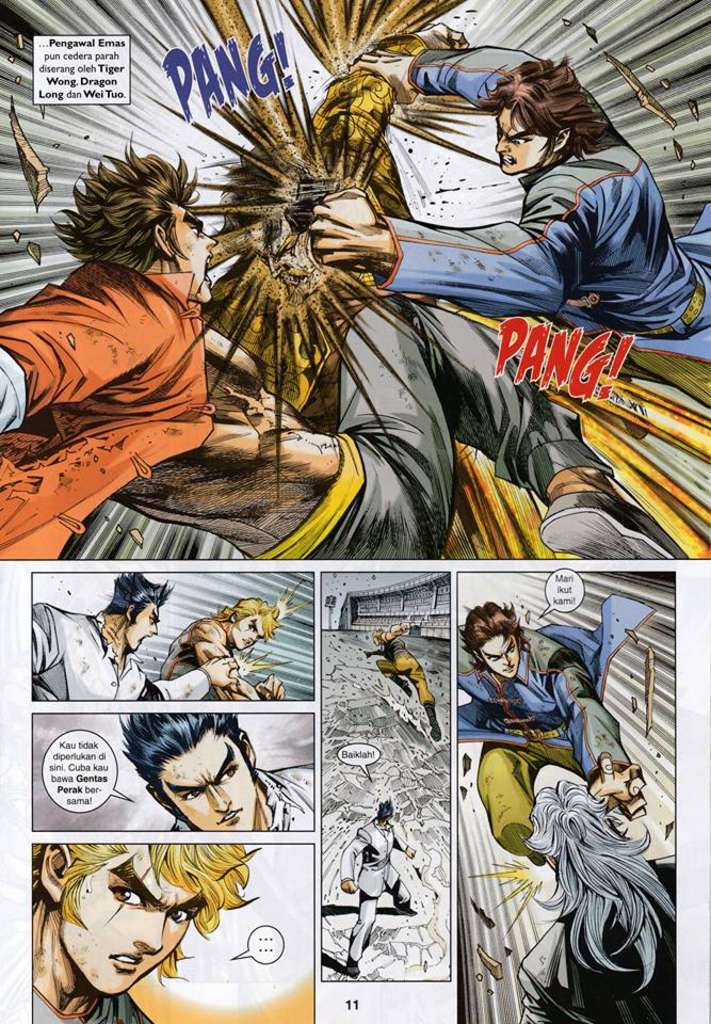 ...Pengawal Emas
pun cedera parah
diserang oleh Tiger
Wong, Dragon
Long dan Wei Tuo.
PANG!
PANG!
Kau tidak
diperlukan di
sini. Cuba kau
bawa Gentas
Perak ber-
sama!
...
...
Baiklah!
Mari
ikut
kami!
11